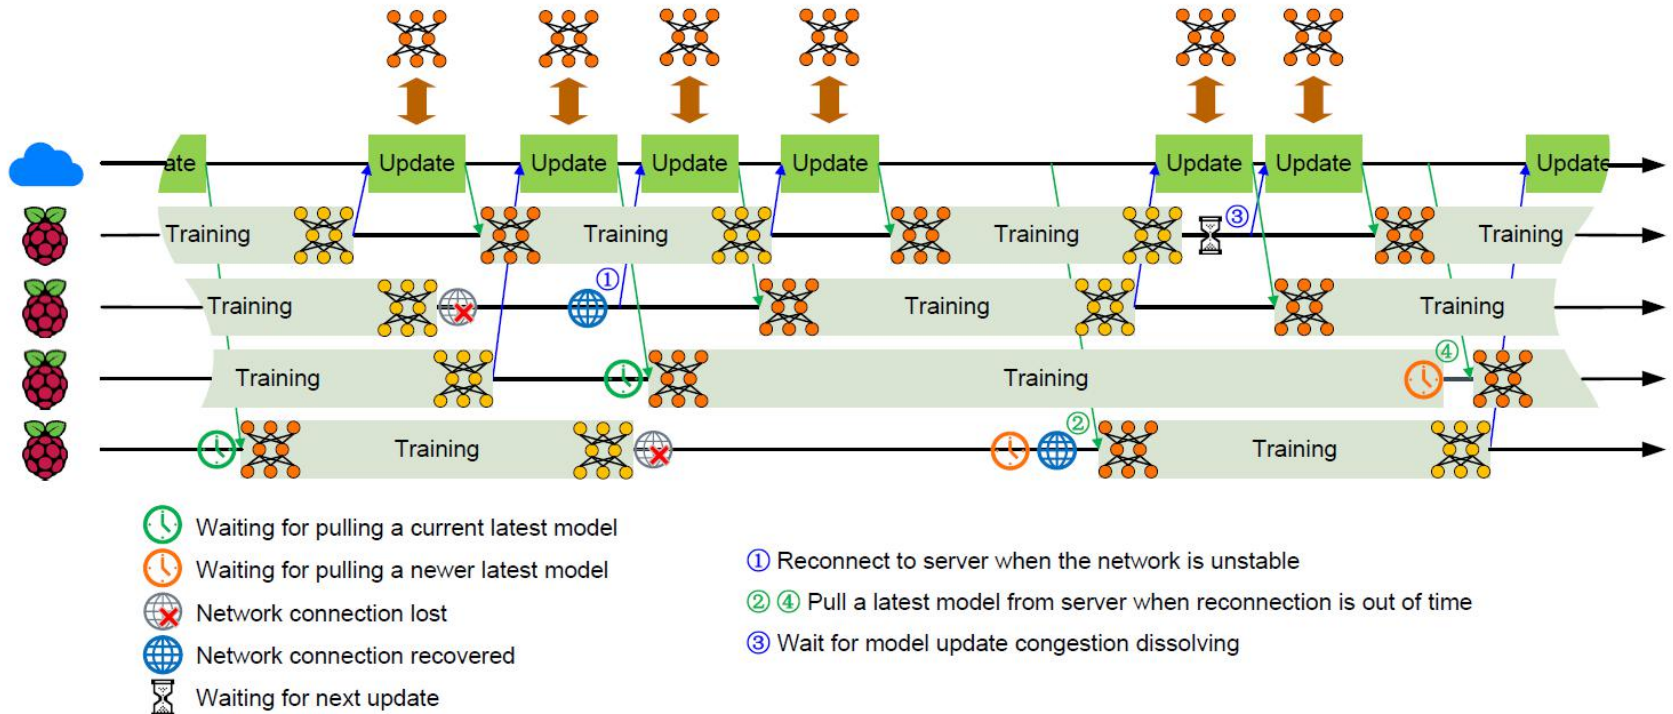 ate Update Update Update Update Update Update Update
Training Training Training Training
① ③
Training Training Training
Training Training ④
Training ② Training
Waiting for pulling a current latest model
Waiting for pulling a newer latest model
Network connection lost
Network connection recovered
Waiting for next update
① Reconnect to server when the network is unstable
② ④ Pull a latest model from server when reconnection is out of time
③ Wait for model update congestion dissolving